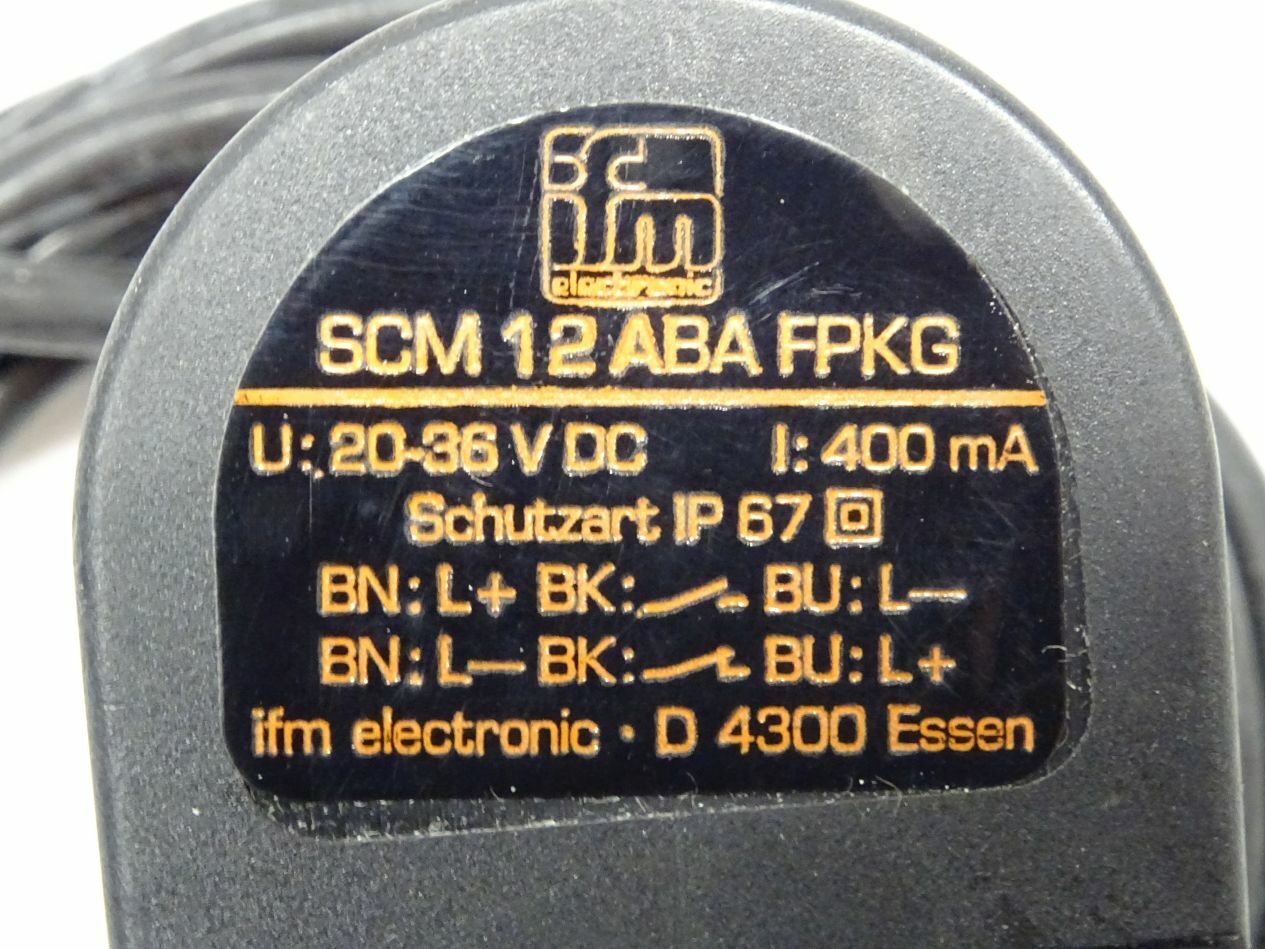 ifm
electronic
SCM 12 ABA FPKG
U: 20-36 V DC I: 400 mA
Schutzart IP 67
BN: L+ BK: BU: L—
BN: L— BK: BU: L+
ifm electronic · D 4300 Essen